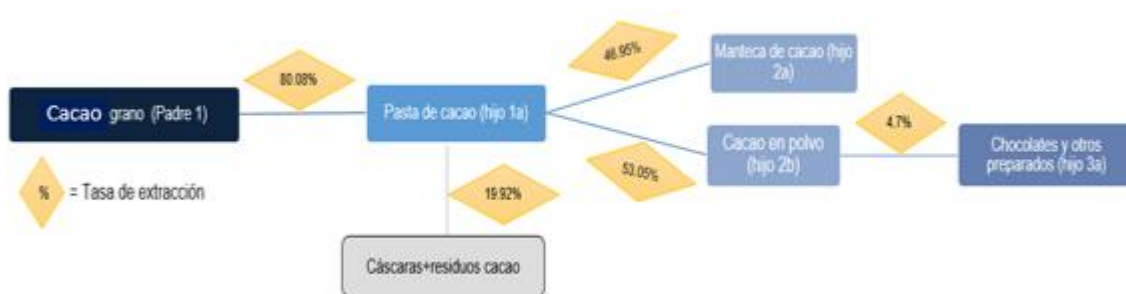 46.95%
Manteca de cacao (hijo
2a)
80.08%
Cacao grano (Padre 1)
Pasta de cacao (hijo 1a)
4.7%
Cacao en polvo
(hijo 2b)
Chocolates y otros
preparados (hijo 3a)
53.05%
% = Tasa de extracción
19.92%
Cáscaras+residuos cacao